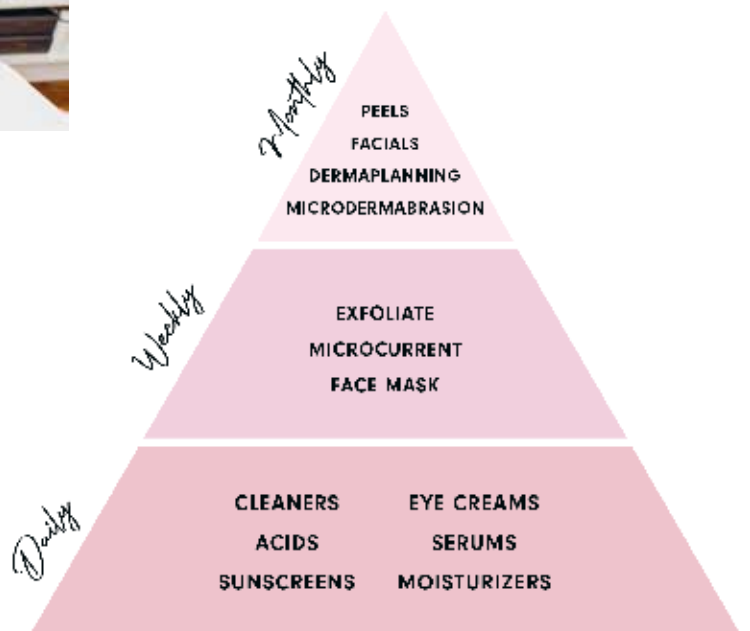 Monthly
PEELS
FACIALS
DERMAPLANNING
MICRODERMABRASION
Weekly
EXFOLIATE
MICROCURRENT
FACE MASK
Daily
CLEANERS EYE CREAMS
ACIDS SERUMS
SUNSCREENS MOISTURIZERS